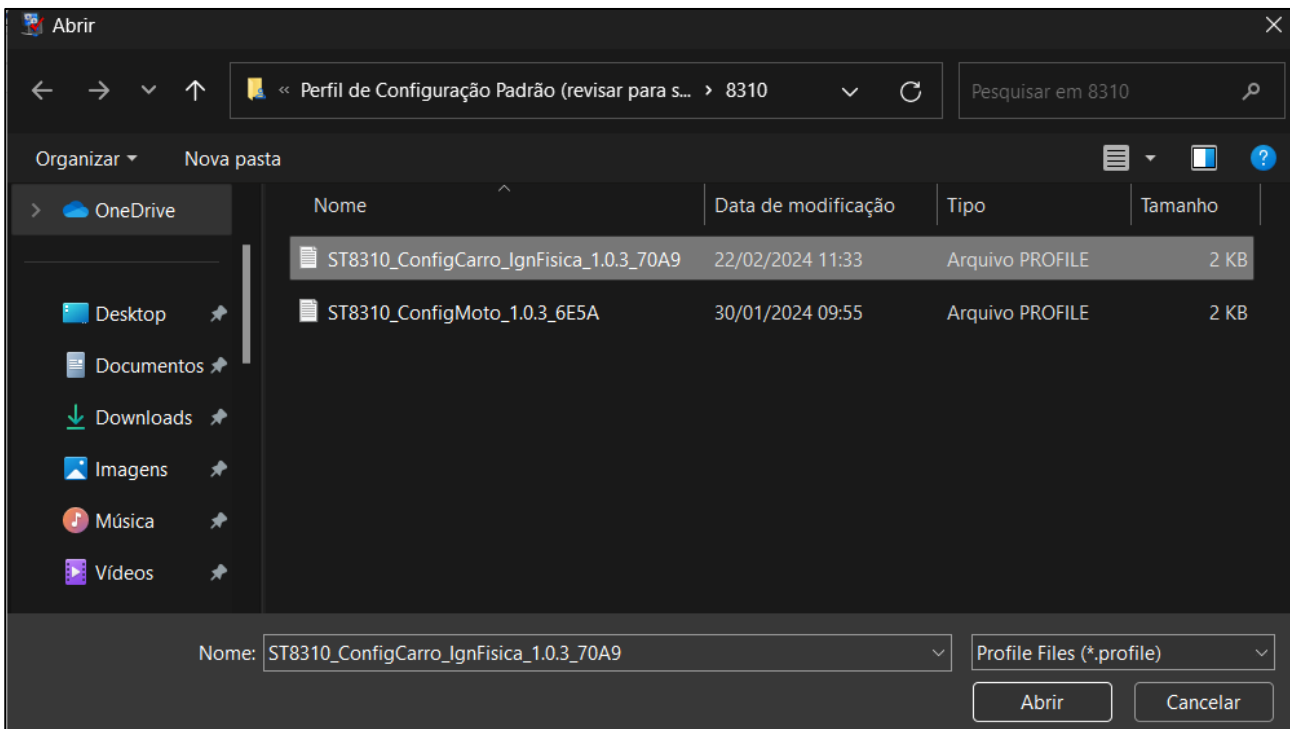 Abrir
« Perfil de Configuração Padrão (revisar para s... > 8310
Pesquisar em 8310
Organizar
Nova pasta
?
OneDrive
Nome
Data de modificação
Tipo
Tamanho
ST8310_ConfigCarro_IgnFisica_1.0.3_70A9 22/02/2024 11:33 Arquivo PROFILE 2 KB
ST8310_ConfigMoto_1.0.3_6E5A 30/01/2024 09:55 Arquivo PROFILE 2 KB
Desktop
Documentos
Downloads
Imagens
Música
Vídeos
Nome: ST8310_ConfigCarro_IgnFisica_1.0.3_70A9
Profile Files (*.profile)
Abrir
Cancelar